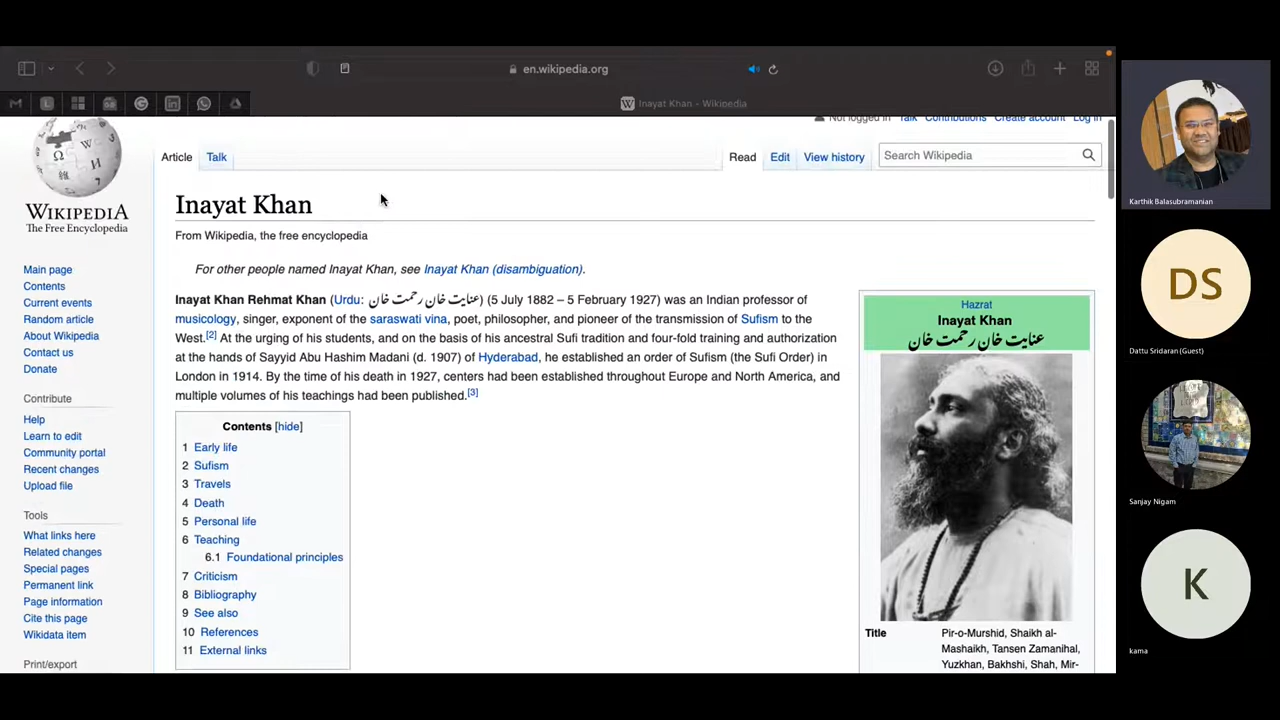 en.wikipedia.org
Inayat Khan – Wikipedia
Not logged in Talk Contributions Create account Log in
Article Talk
Read Edit View history Search Wikipedia
WIKIPEDIA
The Free Encyclopedia
Main page
Contents
Current events
Random article
About Wikipedia
Contact us
Donate
Contribute
Help
Learn to edit
Community portal
Recent changes
Upload file
Tools
What links here
Related changes
Special pages
Permanent link
Page information
Cite this page
Wikidata item
Print/export
Inayat Khan
From Wikipedia, the free encyclopedia
For other people named Inayat Khan, see Inayat Khan (disambiguation).
Inayat Khan Rehmat Khan (Urdu: عنایت خان رحمت خان) (5 July 1882 – 5 February 1927) was an Indian professor of
musicology, singer, exponent of the saraswati vina, poet, philosopher, and pioneer of the transmission of Sufism to the
West.[2] At the urging of his students, and on the basis of his ancestral Sufi tradition and four-fold training and authorization
at the hands of Sayyid Abu Hashim Madani (d. 1907) of Hyderabad, he established an order of Sufism (the Sufi Order) in
London in 1914. By the time of his death in 1927, centers had been established throughout Europe and North America, and
multiple volumes of his teachings had been published.[3]
Contents [hide]
1 Early life
2 Sufism
3 Travels
4 Death
5 Personal life
6 Teaching
6.1 Foundational principles
7 Criticism
8 Bibliography
9 See also
10 References
11 External links
Hazrat
Inayat Khan
عنایت خان رحمت خان
Title Pir-o-Murshid, Shaikh al-
Mashaikh, Tansen Zamanihal,
Yuzkhan, Bakhshi, Shah, Mir-
Karthik Balasubramanian
DS
Dattu Sridaran (Guest)
Sanjay Nigam
K
kama